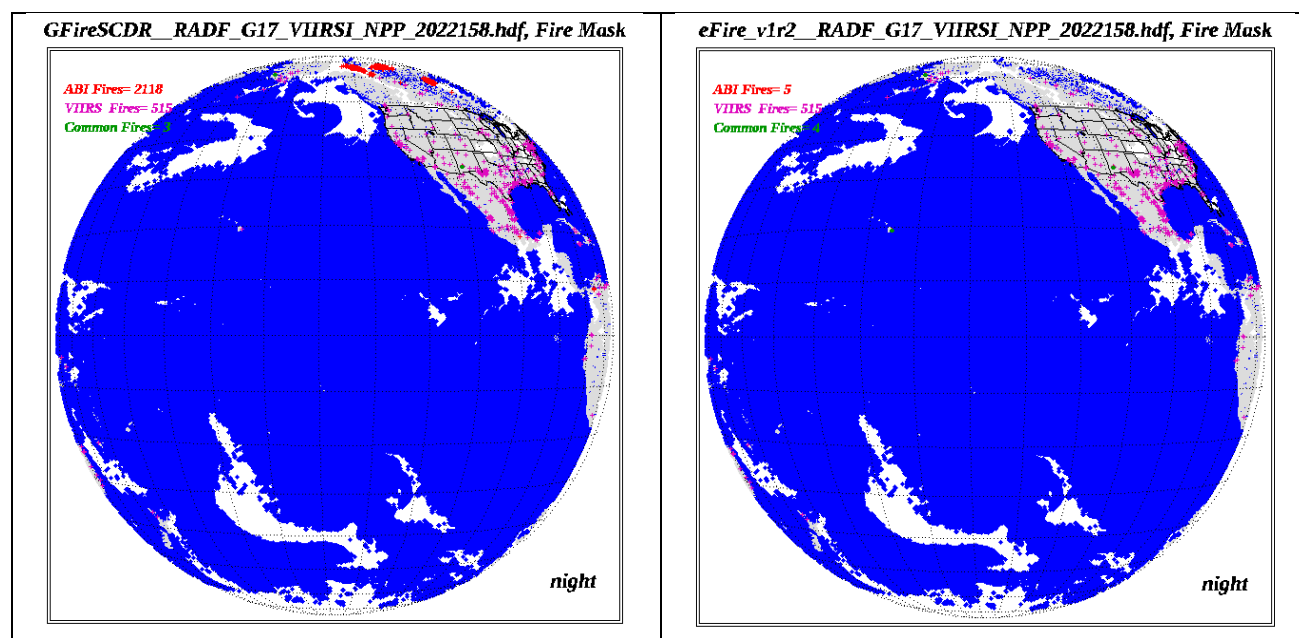 GFireSCDR__RADF_G17_VIIRSI_NPP_2022158.hdf, Fire Mask
ABI Fires= 2118
VIIRS Fires= 515
Common Fires= 3
night
eFire_v1r2__RADF_G17_VIIRSI_NPP_2022158.hdf, Fire Mask
ABI Fires= 5
VIIRS Fires= 515
Common Fires= 4
night